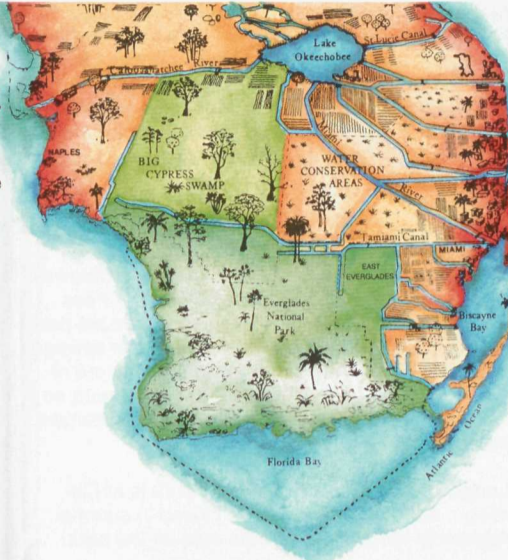 Lake
Okeechobee
St. Lucie Canal
Caloosahatchee River
NAPLES
BIG
CYPRESS
SWAMP
WATER
CONSERVATION
AREAS
Miami
River
Tamiami Canal
MIAMI
EAST
EVERGLADES
Everglades
National
Park
Biscayne
Bay
Florida Bay
Atlantic Ocean